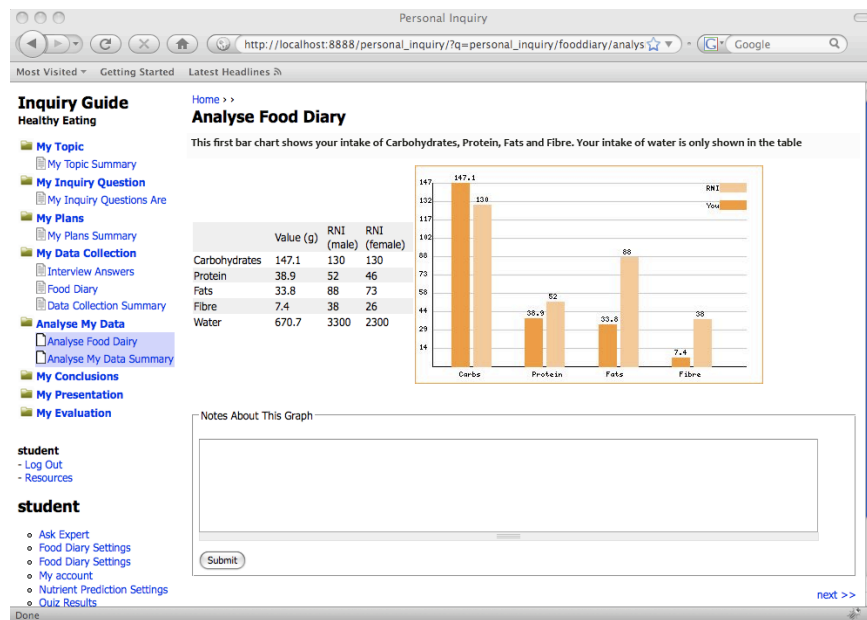 Personal Inquiry
http://localhost:8888/personal_inquiry/?q=personal_inquiry/fooddiary/analys
Google
Most Visited
Getting Started
Latest Headlines
Inquiry Guide
Healthy Eating
My Topic
My Topic Summary
My Inquiry Question
My Inquiry Questions Are
My Plans
My Plans Summary
My Data Collection
Interview Answers
Food Diary
Data Collection Summary
Analyse My Data
Analyse Food Dairy
Analyse My Data Summary
My Conclusions
My Presentation
My Evaluation
student
- Log Out
- Resources
student
Ask Expert
Food Diary Settings
Food Diary Settings
My account
Nutrient Prediction Settings
Quiz Results
Home › ›
Analyse Food Diary
This first bar chart shows your intake of Carbohydrates, Protein, Fats and Fibre. Your intake of water is only shown in the table
Value (g) RNI (male) RNI (female)
Carbohydrates 147.1 130 130
Protein 38.9 52 46
Fats 33.8 88 73
Fibre 7.4 38 26
Water 670.7 3300 2300
147
132
117
102
88
73
58
44
29
14
147.1
130
38.9
52
33.8
88
7.4
38
RNI
You
Carbs Protein Fats Fibre
Notes About This Graph
Submit
next >>
Done